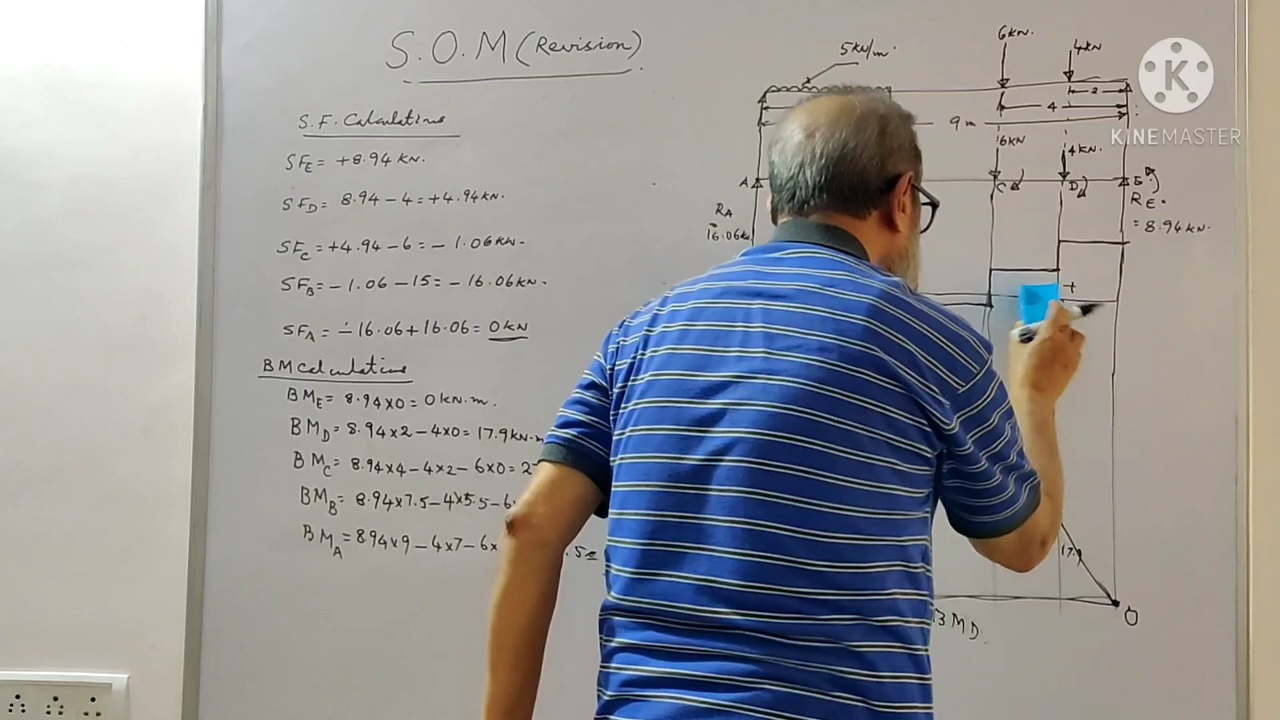 S.O.M (Revision)
S.F. Calculations
SFE = +8.94 KN.
SFD = 8.94 - 4 = +4.94 KN.
SFC = +4.94 - 6 = - 1.06 KN.
SFB = - 1.06 - 15 = - 16.06 KN.
SFA = - 16.06 + 16.06 = 0 KN
BM Calculations
BME = 8.94 x 0 = 0 KN.m.
BMD = 8.94 x 2 - 4 x 0 = 17.9 KN.m
BMC = 8.94 x 4 - 4 x 2 - 6 x 0 = 2
BMB = 8.94 x 7.5 - 4 x 5.5 - 6
BMA = 894 x 9 - 4 x 7 - 6 x .5 =
5 KN/m.
6 KN.
4 KN
2
4
9 m
6 KN
4 KN.
A
C
D
E
RA
= 16.06 KN
RE.
= 8.94 KN.
+
17.9
BMD
0
KINEMASTER